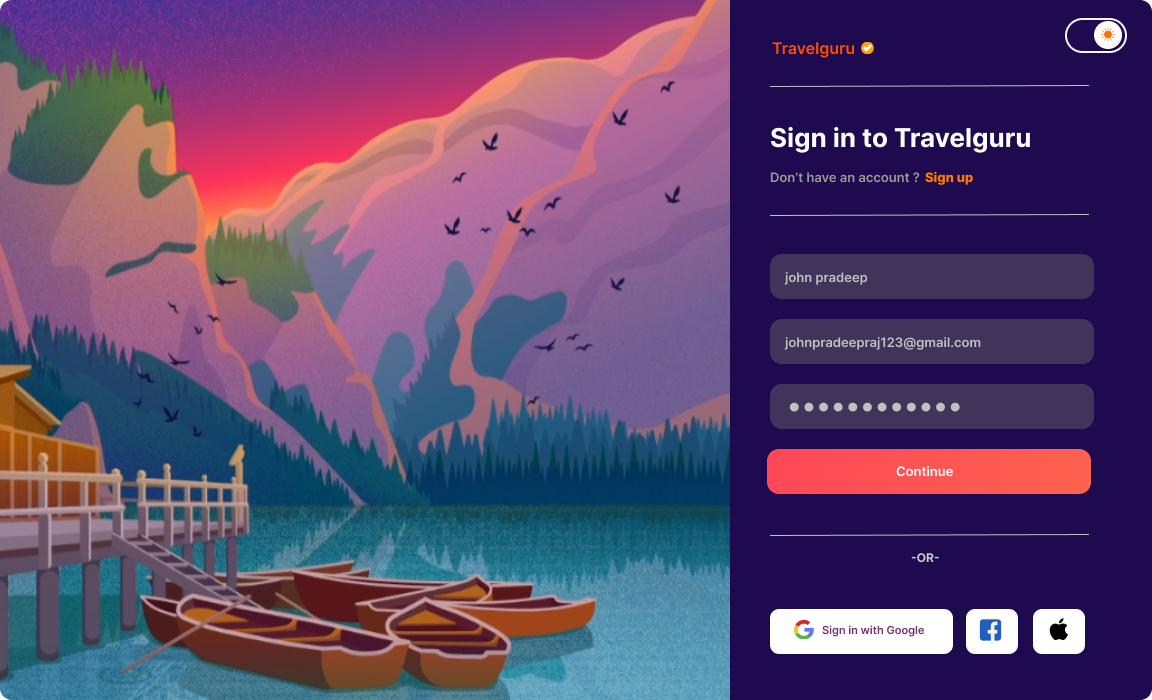 Travelguru
Sign in to Travelguru
Don't have an account ? Sign up
john pradeep
johnpradeepraj123@gmail.com
Continue
-OR-
Sign in with Google